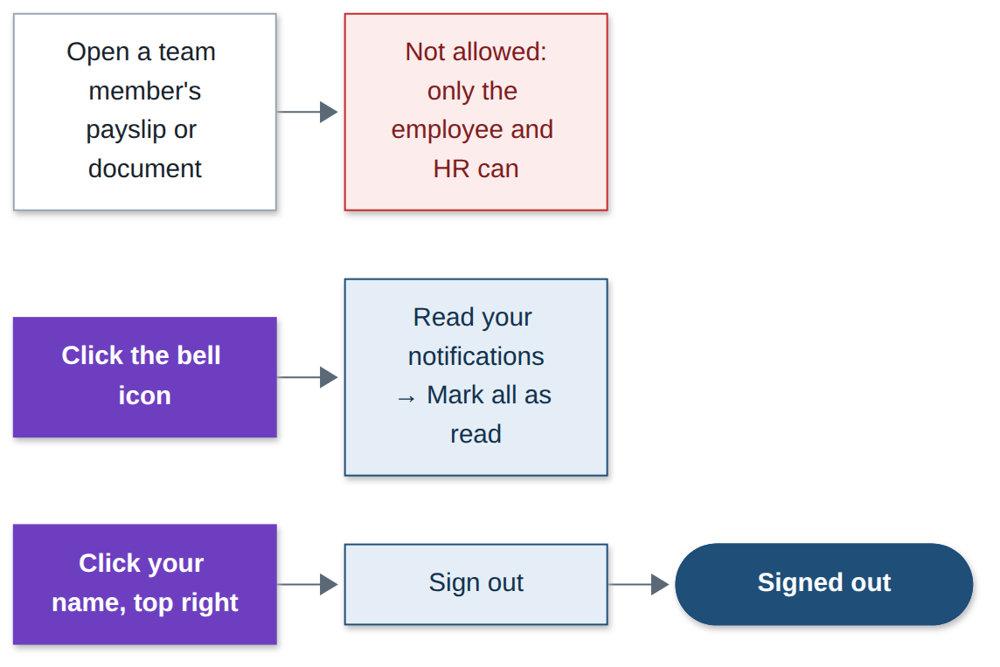 Open a team
member's
payslip or
document
Not allowed:
only the
employee and
HR can
Click the bell
icon
Read your
notifications
→ Mark all as
read
Click your
name, top right
Sign out
Signed out